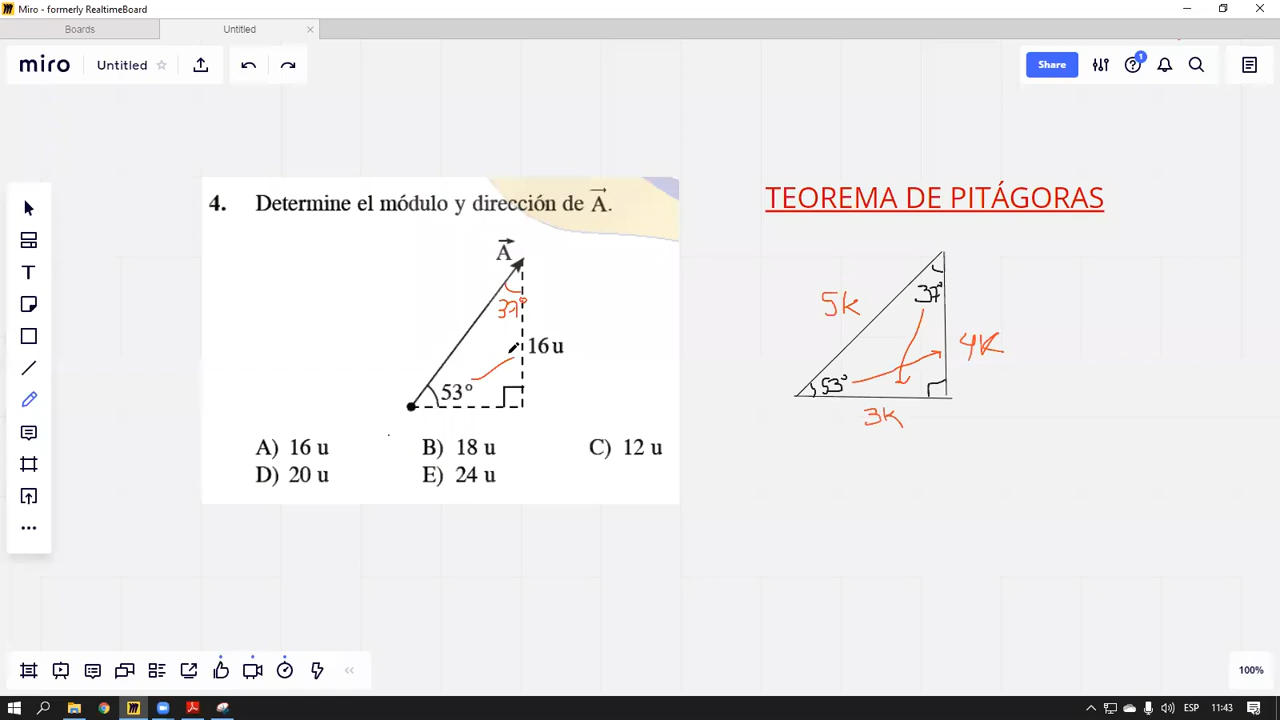 Miro - formerly RealtimeBoard
Boards
Untitled
miro
Untitled
Share
1
4. Determine el módulo y dirección de A.
A
37°
16 u
53°
A) 16 u B) 18 u C) 12 u
D) 20 u E) 24 u
TEOREMA DE PITÁGORAS
37°
5k
4k
53°
3k
100%
ESP 11:43